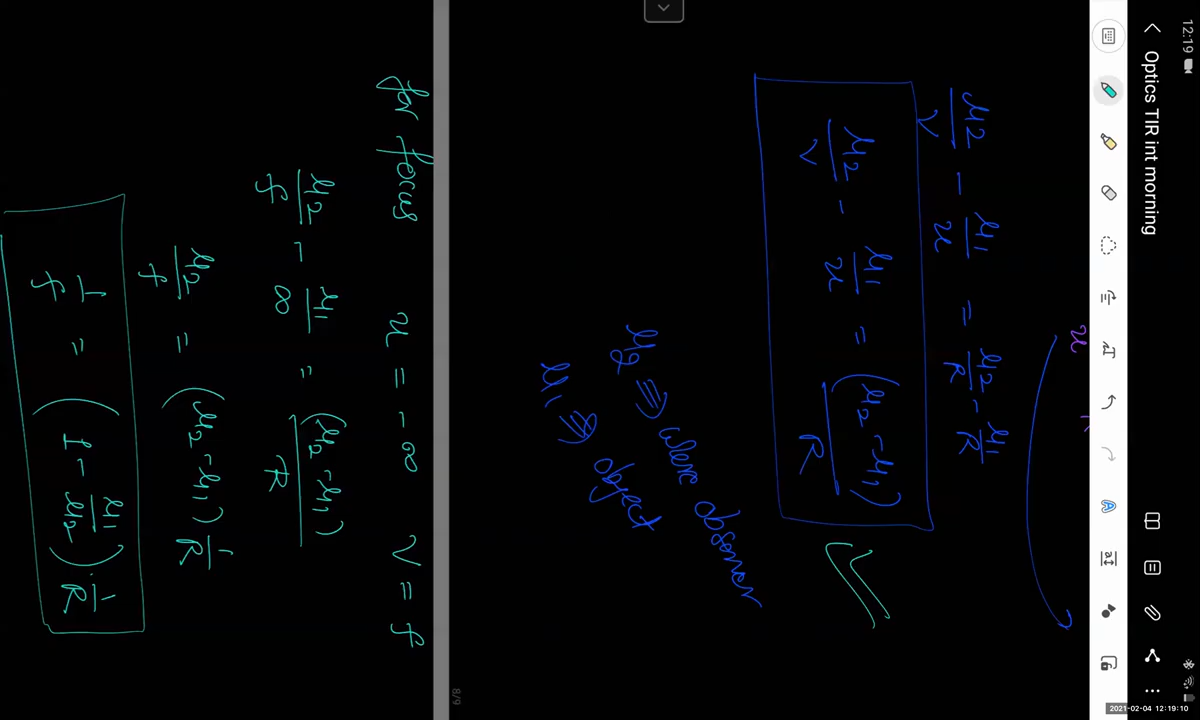 12:19
Optics TIR int morning
u
μ2/v - μ1/u = μ2/R - μ1/R
μ2/v - μ1/u = (μ2 - μ1)/R
μ2 ⇒ where observer
μ1 ⇒ object
8/9
for focus u = -∞ v = f
μ2/f - μ1/∞ = (μ2 - μ1)/R
μ2/f = (μ2 - μ1) 1/R
1/f = (1 - μ1/μ2) 1/R
2021-02-04 12:19:10